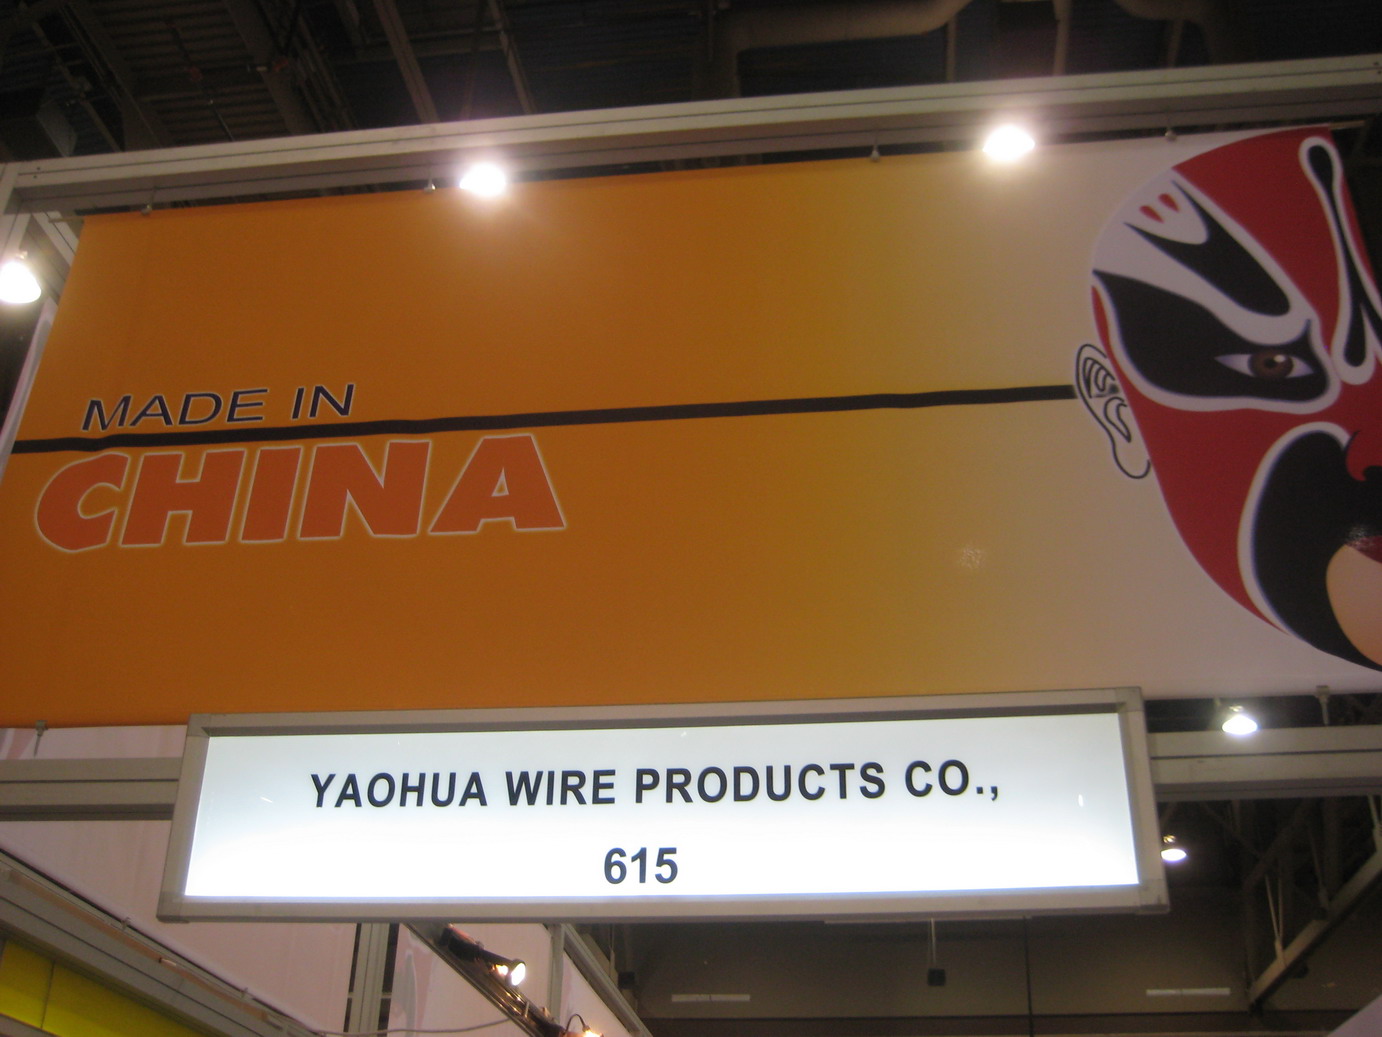 MADE IN
CHINA
YAOHUA WIRE PRODUCTS CO.,
615